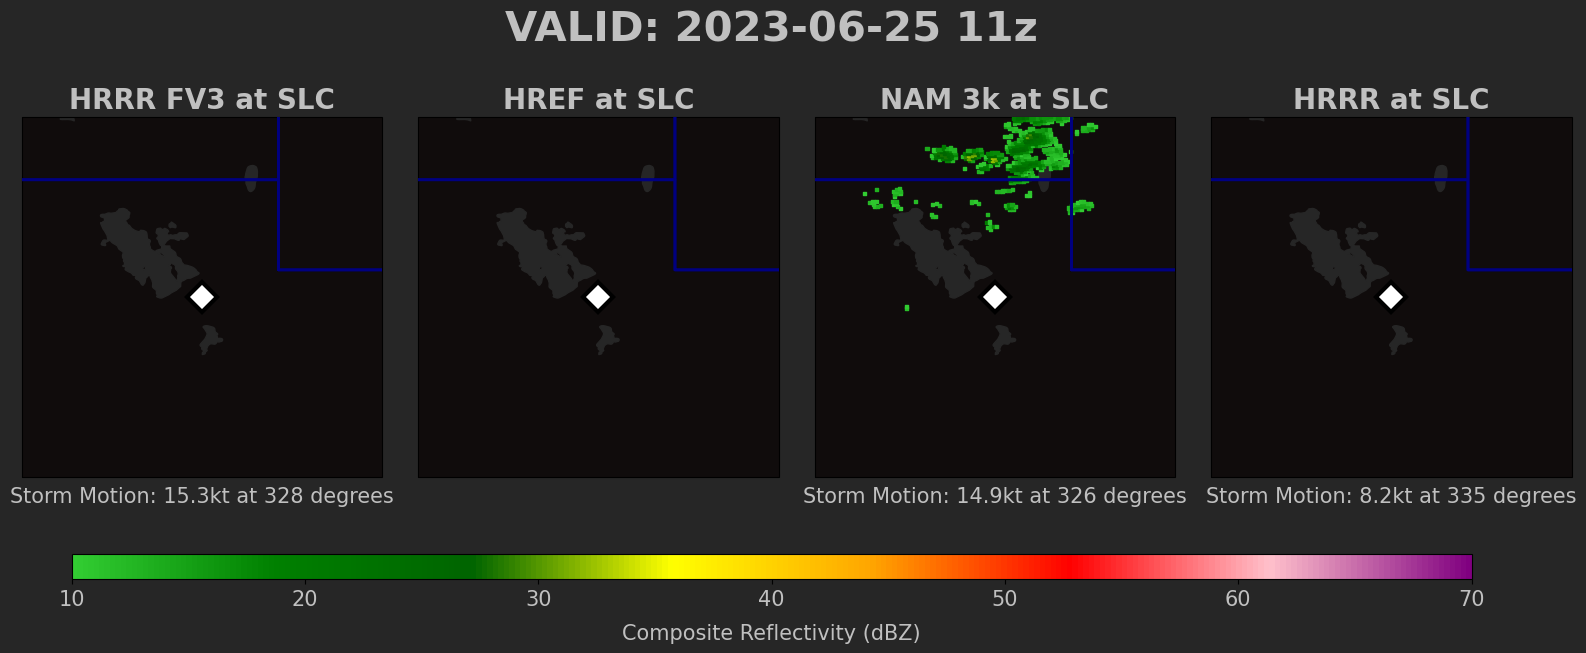 VALID: 2023-06-25 11z
HRRR FV3 at SLC
HREF at SLC
NAM 3k at SLC
HRRR at SLC
Storm Motion: 15.3kt at 328 degrees
Storm Motion: 14.9kt at 326 degrees
Storm Motion: 8.2kt at 335 degrees
10 20 30 40 50 60 70
Composite Reflectivity (dBZ)